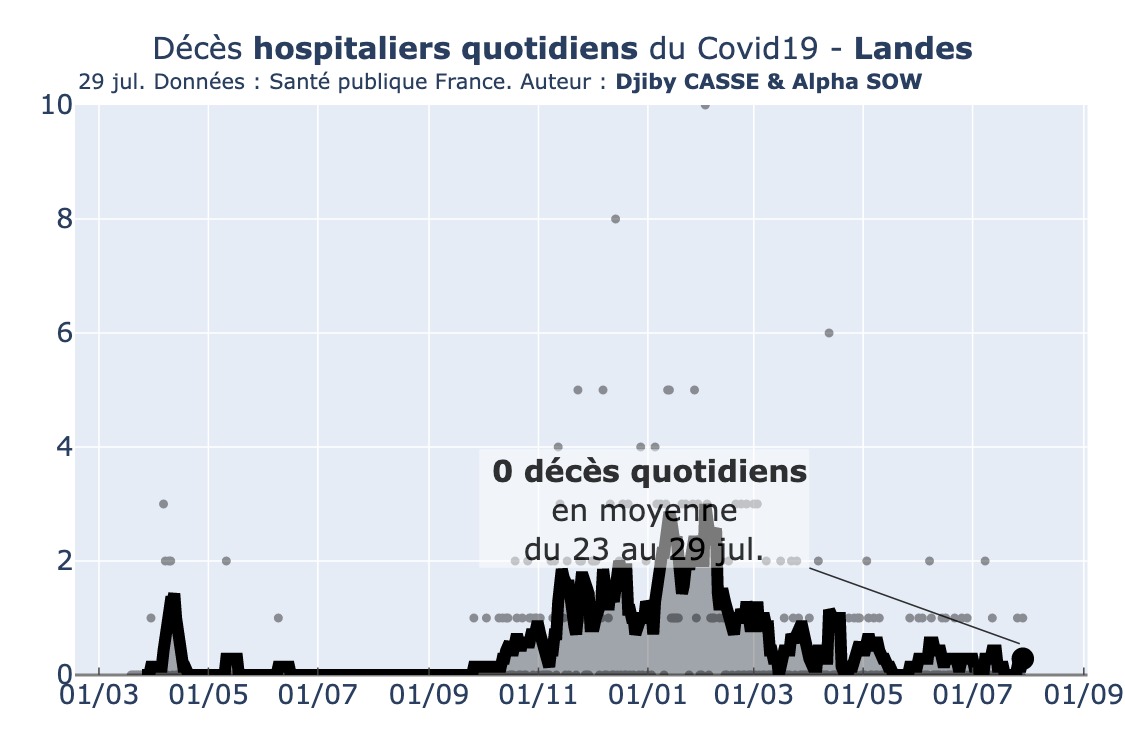 Décès hospitaliers quotidiens du Covid19 - Landes
29 jul. Données : Santé publique France. Auteur : Djiby CASSE & Alpha SOW
10
8
6
4
2
0
0 décès quotidiens
en moyenne
du 23 au 29 jul.
01/03 01/05 01/07 01/09 01/11 01/01 01/03 01/05 01/07 01/09